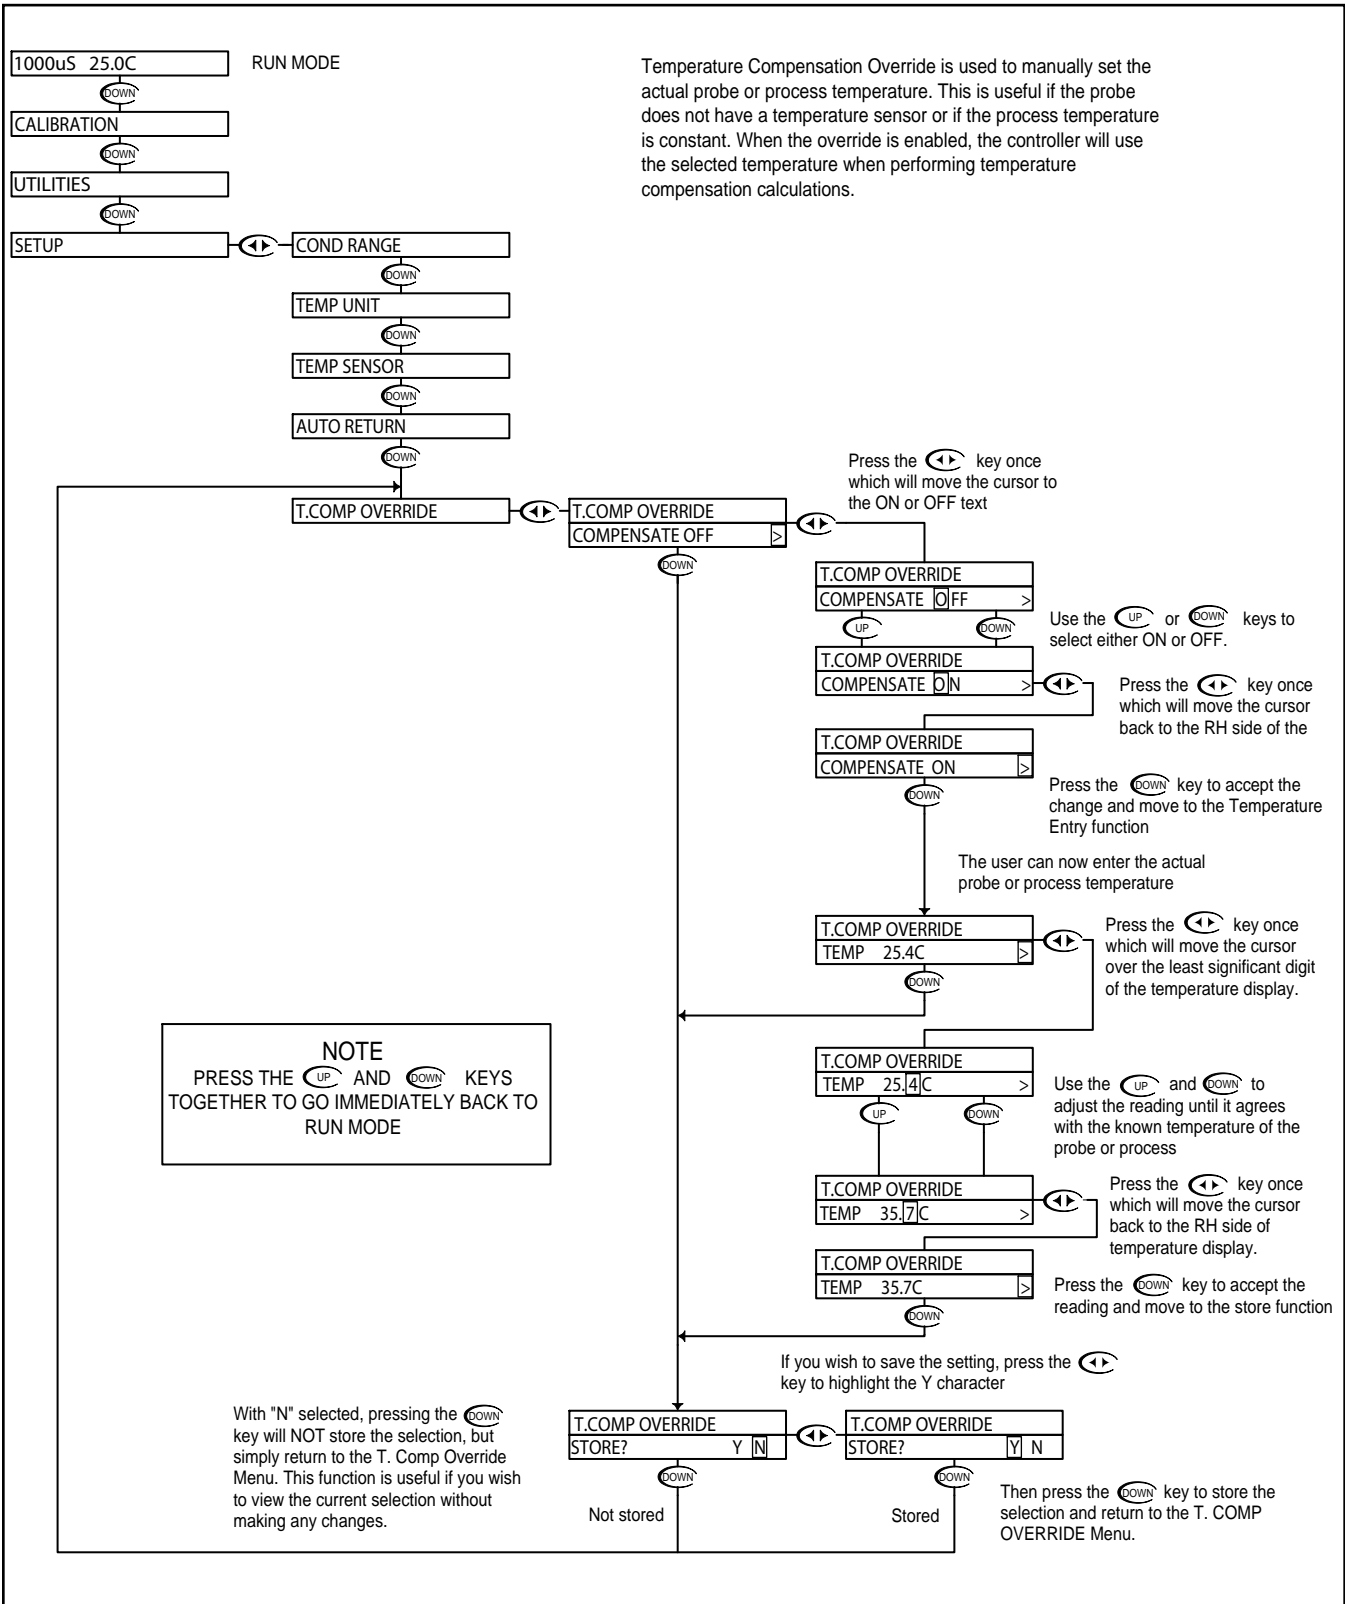 1000uS 25.0C
RUN MODE
DOWN
CALIBRATION
DOWN
UTILITIES
DOWN
SETUP
Temperature Compensation Override is used to manually set the
actual probe or process temperature. This is useful if the probe
does not have a temperature sensor or if the process temperature
is constant. When the override is enabled, the controller will use
the selected temperature when performing temperature
compensation calculations.
COND RANGE
DOWN
TEMP UNIT
DOWN
TEMP SENSOR
DOWN
AUTO RETURN
DOWN
T.COMP OVERRIDE
T.COMP OVERRIDE
COMPENSATE OFF >
DOWN
Press the key once
which will move the cursor to
the ON or OFF text
T.COMP OVERRIDE
COMPENSATE OFF >
UP DOWN
Use the UP or DOWN keys to
select either ON or OFF.
T.COMP OVERRIDE
COMPENSATE ON >
Press the key once
which will move the cursor
back to the RH side of the
T.COMP OVERRIDE
COMPENSATE ON >
DOWN
Press the DOWN key to accept the
change and move to the Temperature
Entry function
The user can now enter the actual
probe or process temperature
T.COMP OVERRIDE
TEMP 25.4C >
DOWN
Press the key once
which will move the cursor
over the least significant digit
of the temperature display.
NOTE
PRESS THE UP AND DOWN KEYS
TOGETHER TO GO IMMEDIATELY BACK TO
RUN MODE
T.COMP OVERRIDE
TEMP 25.4C >
UP DOWN
Use the UP and DOWN to
adjust the reading until it agrees
with the known temperature of the
probe or process
T.COMP OVERRIDE
TEMP 35.7C >
Press the key once
which will move the cursor
back to the RH side of
temperature display.
T.COMP OVERRIDE
TEMP 35.7C >
DOWN
Press the DOWN key to accept the
reading and move to the store function
If you wish to save the setting, press the
key to highlight the Y character
With "N" selected, pressing the DOWN
key will NOT store the selection, but
simply return to the T. Comp Override
Menu. This function is useful if you wish
to view the current selection without
making any changes.
T.COMP OVERRIDE
STORE? Y N
DOWN
Not stored
T.COMP OVERRIDE
STORE? Y N
DOWN
Stored
Then press the DOWN key to store the
selection and return to the T. COMP
OVERRIDE Menu.